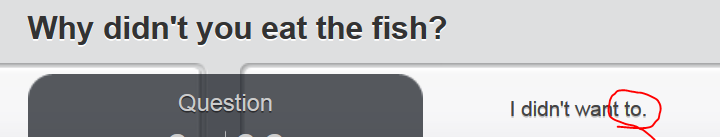 Why didn't you eat the fish?
Question
I didn't want to.